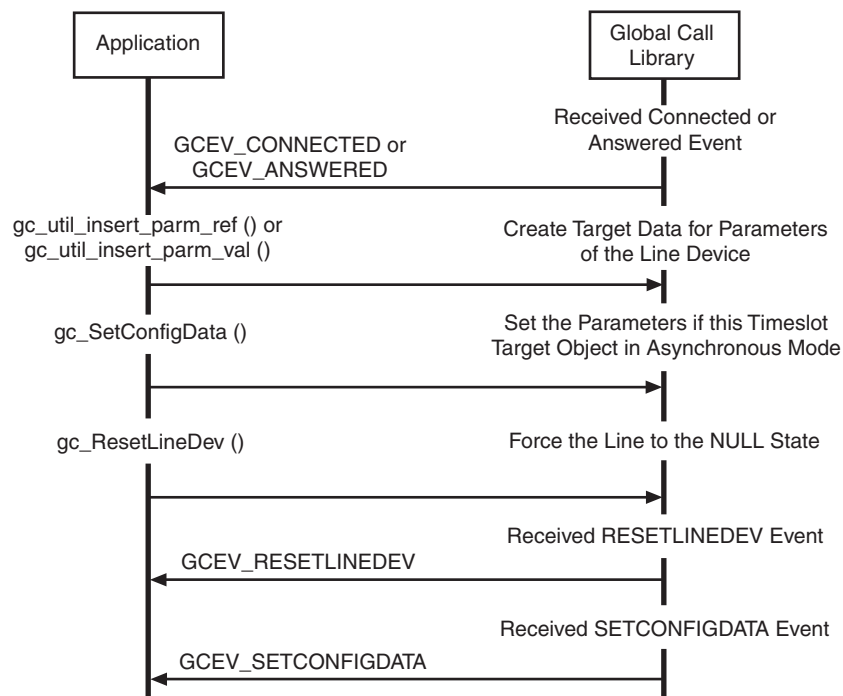 Application
Global Call
Library
Received Connected or
Answered Event
GCEV_CONNECTED or
GCEV_ANSWERED
gc_util_insert_parm_ref () or
gc_util_insert_parm_val ()
Create Target Data for Parameters
of the Line Device
gc_SetConfigData ()
Set the Parameters if this Timeslot
Target Object in Asynchronous Mode
gc_ResetLineDev ()
Force the Line to the NULL State
Received RESETLINEDEV Event
GCEV_RESETLINEDEV
Received SETCONFIGDATA Event
GCEV_SETCONFIGDATA